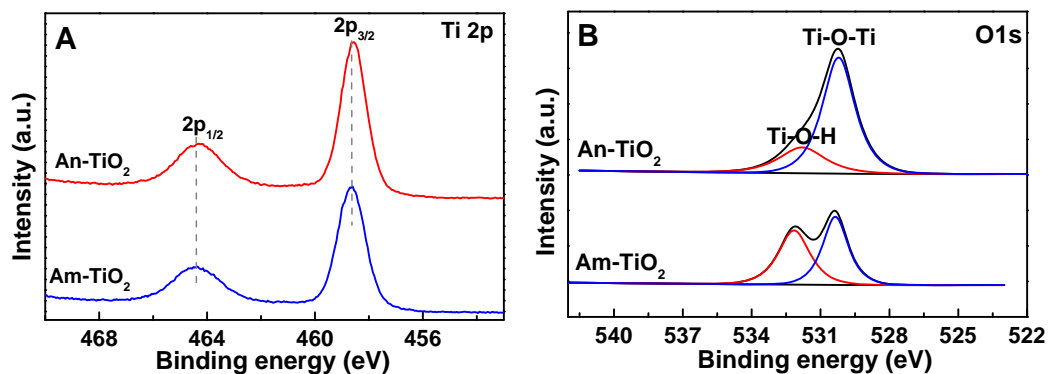 A
Ti 2p
2p3/2
2p1/2
An-TiO2
Am-TiO2
Intensity (a.u.)
468 464 460 456
Binding energy (eV)
B
O1s
Ti-O-Ti
Ti-O-H
An-TiO2
Am-TiO2
Intensity (a.u.)
540 537 534 531 528 525 522
Binding energy (eV)